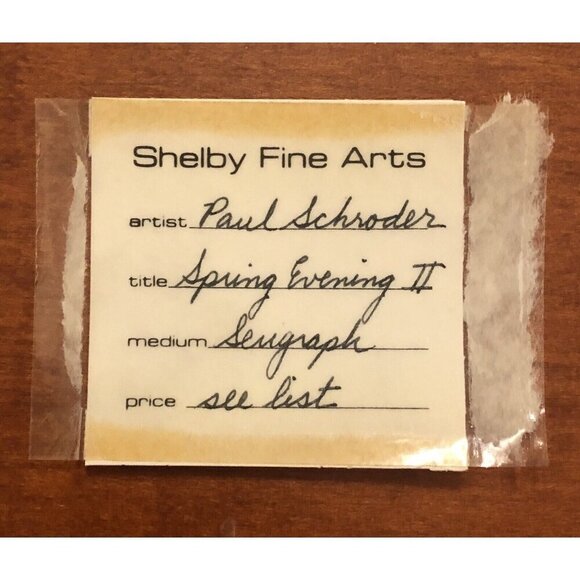 Shelby Fine Arts
artist Paul Schroder
title Spring Evening II
medium Serigraph
price see list